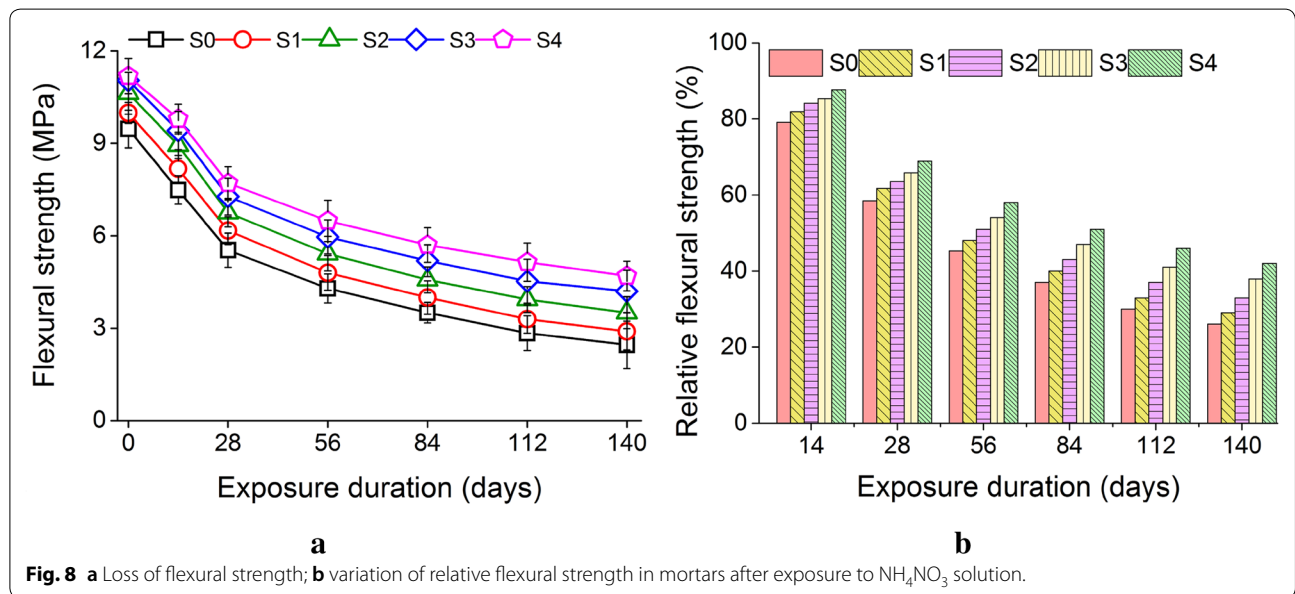 S0 S1 S2 S3 S4
12
9
6
3
0
Flexural strength (MPa)
0 28 56 84 112 140
Exposure duration (days)
a
S0 S1 S2 S3 S4
100
80
60
40
20
0
Relative flexural strength (%)
14 28 56 84 112 140
Exposure duration (days)
b
Fig. 8 a Loss of flexural strength; b variation of relative flexural strength in mortars after exposure to NH₄NO₃ solution.